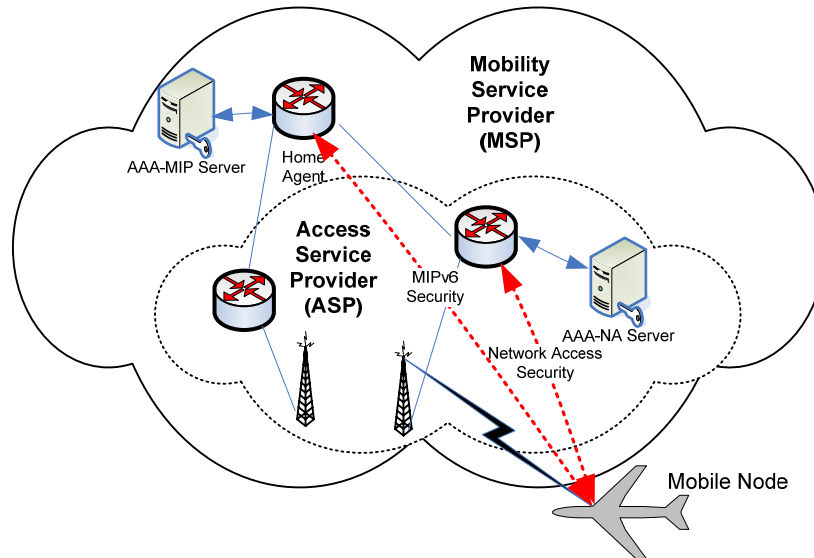 Mobility
Service
Provider
(MSP)
AAA-MIP Server
Home
Agent
Access
Service
Provider
(ASP)
MIPv6
Security
AAA-NA Server
Network Access
Security
Mobile Node